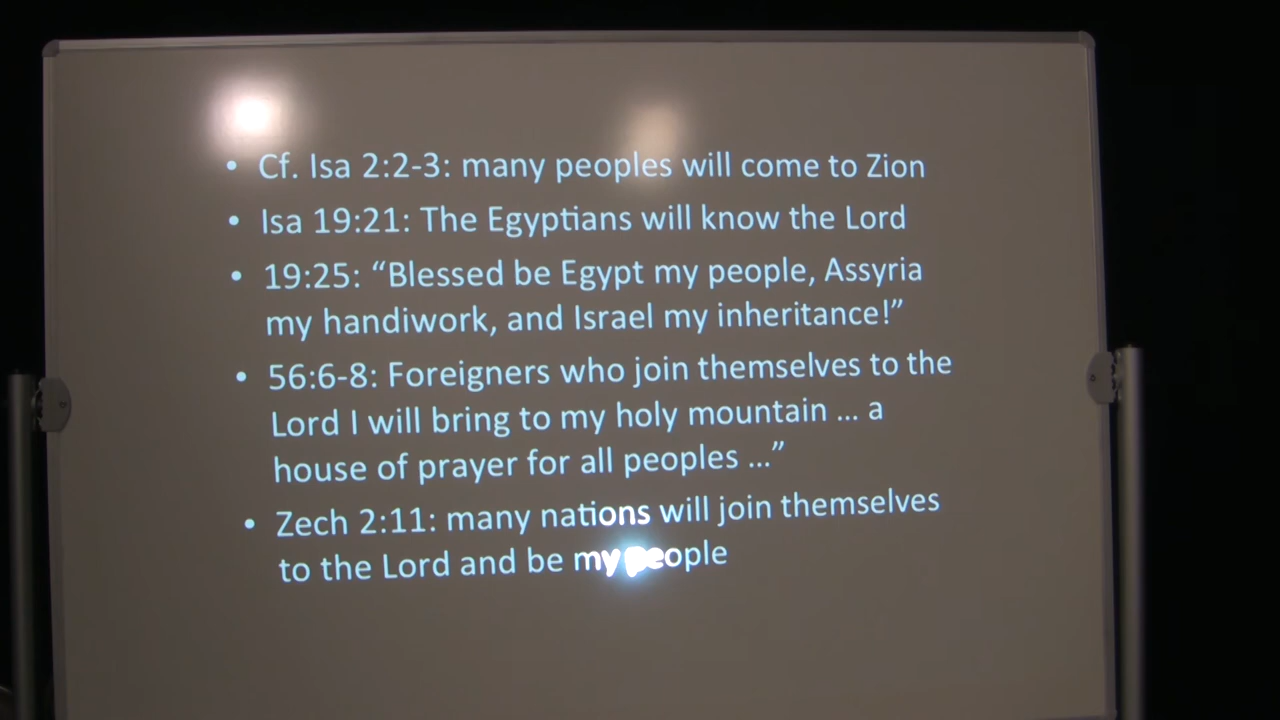 • Cf. Isa 2:2-3: many peoples will come to Zion
• Isa 19:21: The Egyptians will know the Lord
• 19:25: “Blessed be Egypt my people, Assyria
my handiwork, and Israel my inheritance!”
• 56:6-8: Foreigners who join themselves to the
Lord I will bring to my holy mountain ... a
house of prayer for all peoples ...”
• Zech 2:11: many nations will join themselves
to the Lord and be my people